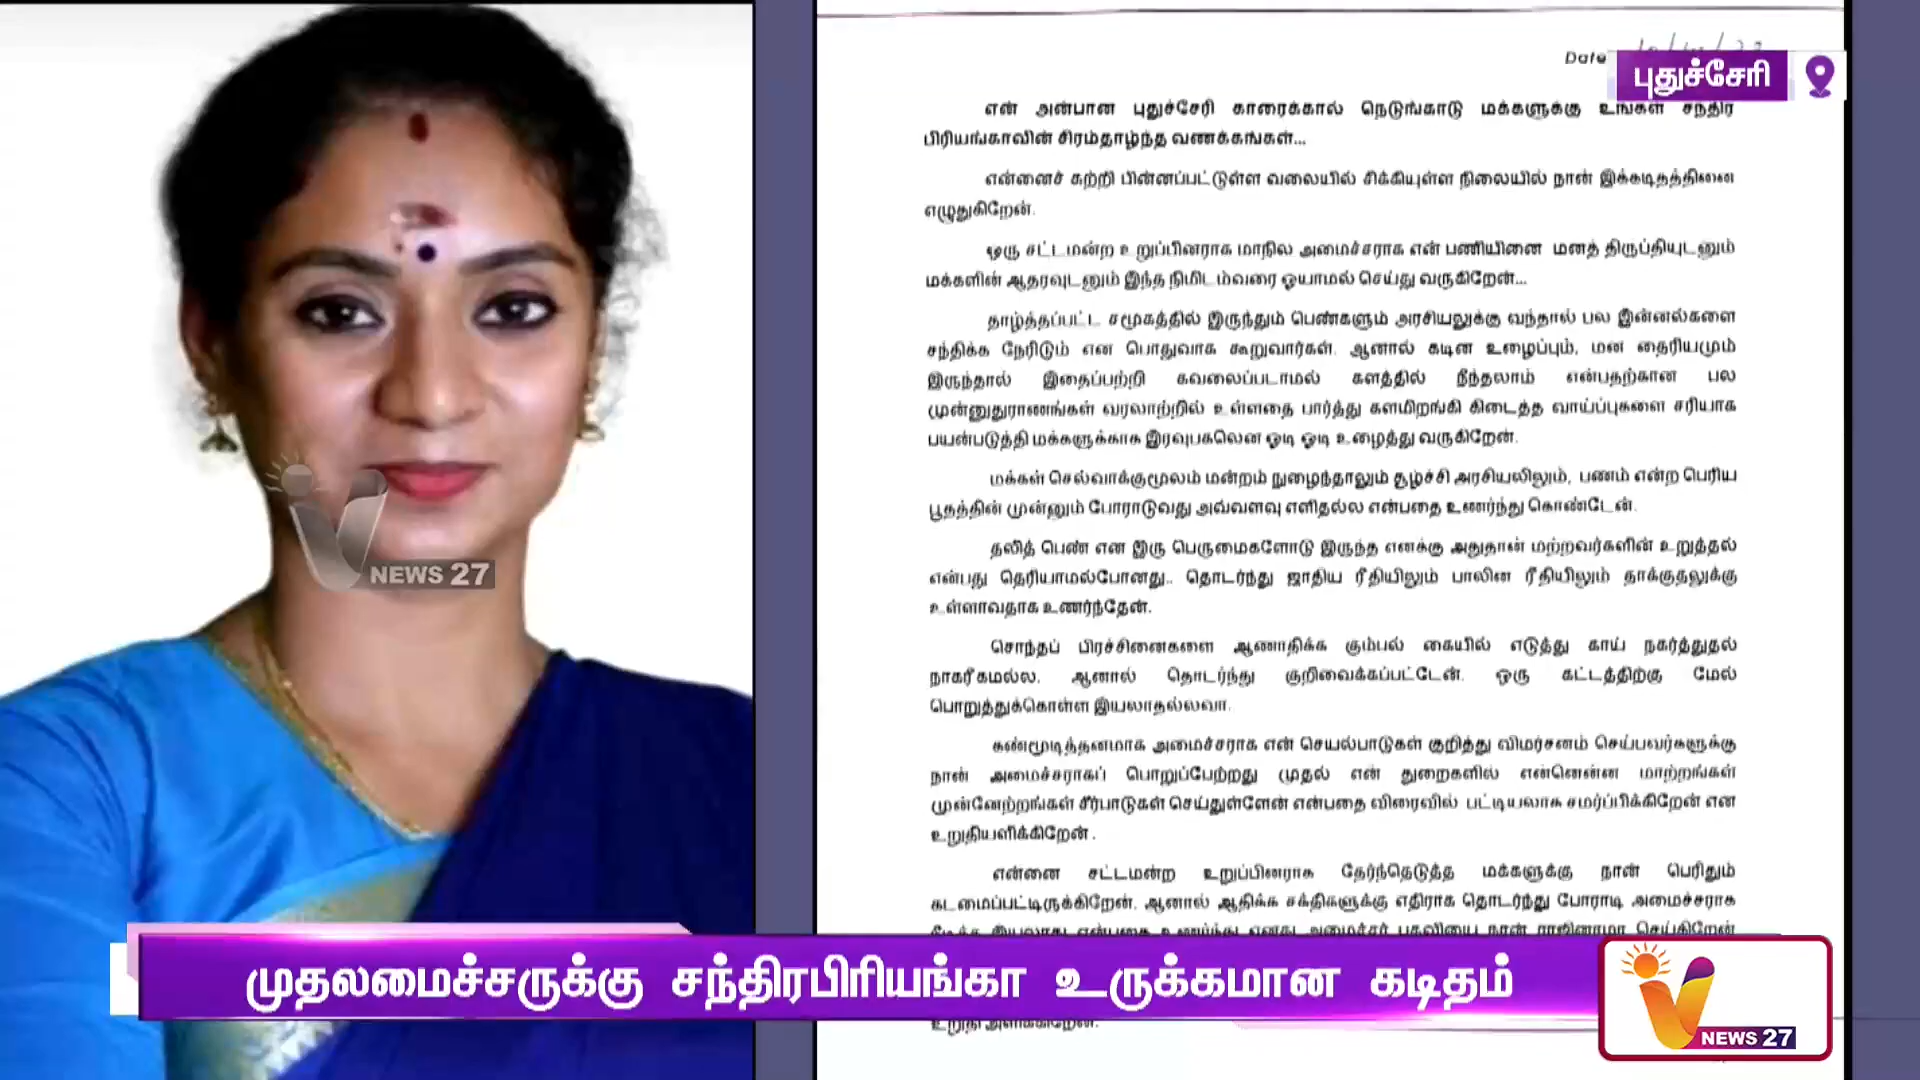 Date
புதுச்சேரி
என் அன்பான புதுச்சேரி காரைக்கால் நெடுங்காடு மக்களுக்கு உங்கள் சந்திர
பிரியங்காவின் சிரம்தாழ்ந்த வணக்கங்கள்...
என்னைச் சுற்றி பின்னப்பட்டுள்ள வலையில் சிக்கியுள்ள நிலையில் நான் இக்கடிதத்தினை
எழுதுகிறேன்.
ஒரு சட்டமன்ற உறுப்பினராக மாநில அமைச்சராக என் பணியினை மனத் திருப்தியுடனும்
மக்களின் ஆதரவுடனும் இந்த நிமிடம்வரை ஓயாமல் செய்து வருகிறேன்...
தாழ்த்தப்பட்ட சமூகத்தில் இருந்தும் பெண்களும் அரசியலுக்கு வந்தால் பல இன்னல்களை
சந்திக்க நேரிடும் என பொதுவாக கூறுவார்கள். ஆனால் கடின உழைப்பும், மன தைரியமும்
இருந்தால் இதைப்பற்றி கவலைப்படாமல் களத்தில் நீந்தலாம் என்பதற்கான பல
முன்னுதுராணங்கள் வரலாற்றில் உள்ளதை பார்த்து களமிறங்கி கிடைத்த வாய்ப்புகளை சரியாக
பயன்படுத்தி மக்களுக்காக இரவுபகலென ஓடி ஓடி உழைத்து வருகிறேன்.
மக்கள் செல்வாக்குமூலம் மன்றம் நுழைந்தாலும் சூழ்ச்சி அரசியலிலும், பணம் என்ற பெரிய
பூதத்தின் முன்னும் போராடுவது அவ்வளவு எளிதல்ல என்பதை உணர்ந்து கொண்டேன்.
தலித் பெண் என இரு பெருமைகளோடு இருந்த எனக்கு அதுதான் மற்றவர்களின் உறுத்தல்
என்பது தெரியாமல்போனது.. தொடர்ந்து ஜாதிய ரீதியிலும் பாலின ரீதியிலும் தாக்குதலுக்கு
உள்ளாவதாக உணர்ந்தேன்.
சொந்தப் பிரச்சினைகளை ஆணாதிக்க கும்பல் கையில் எடுத்து காய் நகர்த்துதல்
நாகரீகமல்ல. ஆனால் தொடர்ந்து குறிவைக்கப்பட்டேன். ஒரு கட்டத்திற்கு மேல்
பொறுத்துக்கொள்ள இயலாதல்லவா.
கண்மூடித்தனமாக அமைச்சராக என் செயல்பாடுகள் குறித்து விமர்சனம் செய்பவர்களுக்கு
நான் அமைச்சராகப் பொறுப்பேற்றது முதல் என் துறைகளில் என்னென்ன மாற்றங்கள்
முன்னேற்றங்கள் சீர்பாடுகள் செய்துள்ளேன் என்பதை விரைவில் பட்டியலாக சமர்ப்பிக்கிறேன் என
உறுதியளிக்கிறேன்.
என்னை சட்டமன்ற உறுப்பினராக தேர்ந்தெடுத்த மக்களுக்கு நான் பெரிதும்
கடமைப்பட்டிருக்கிறேன். ஆனால் ஆதிக்க சக்திகளுக்கு எதிராக தொடர்ந்து போராடி அமைச்சராக
நீடிக்க இயலாது என்பதை உணர்ந்து எனது அமைச்சர் பதவியை நான் ராஜினாமா செய்கிறேன்
முதலமைச்சருக்கு சந்திரபிரியங்கா உருக்கமான கடிதம்
NEWS 27
NEWS 27